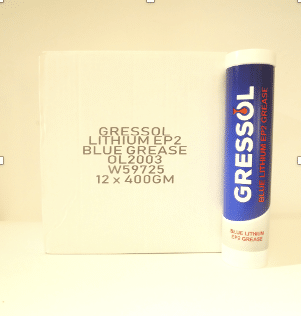 GRESSOL
LITHIUM EP2
BLUE GREASE
OL2003
W59725
12 x 400GM
GRESSOL
BLUE LITHIUM EP2 GREASE
BLUE LITHIUM
EP2 GREASE